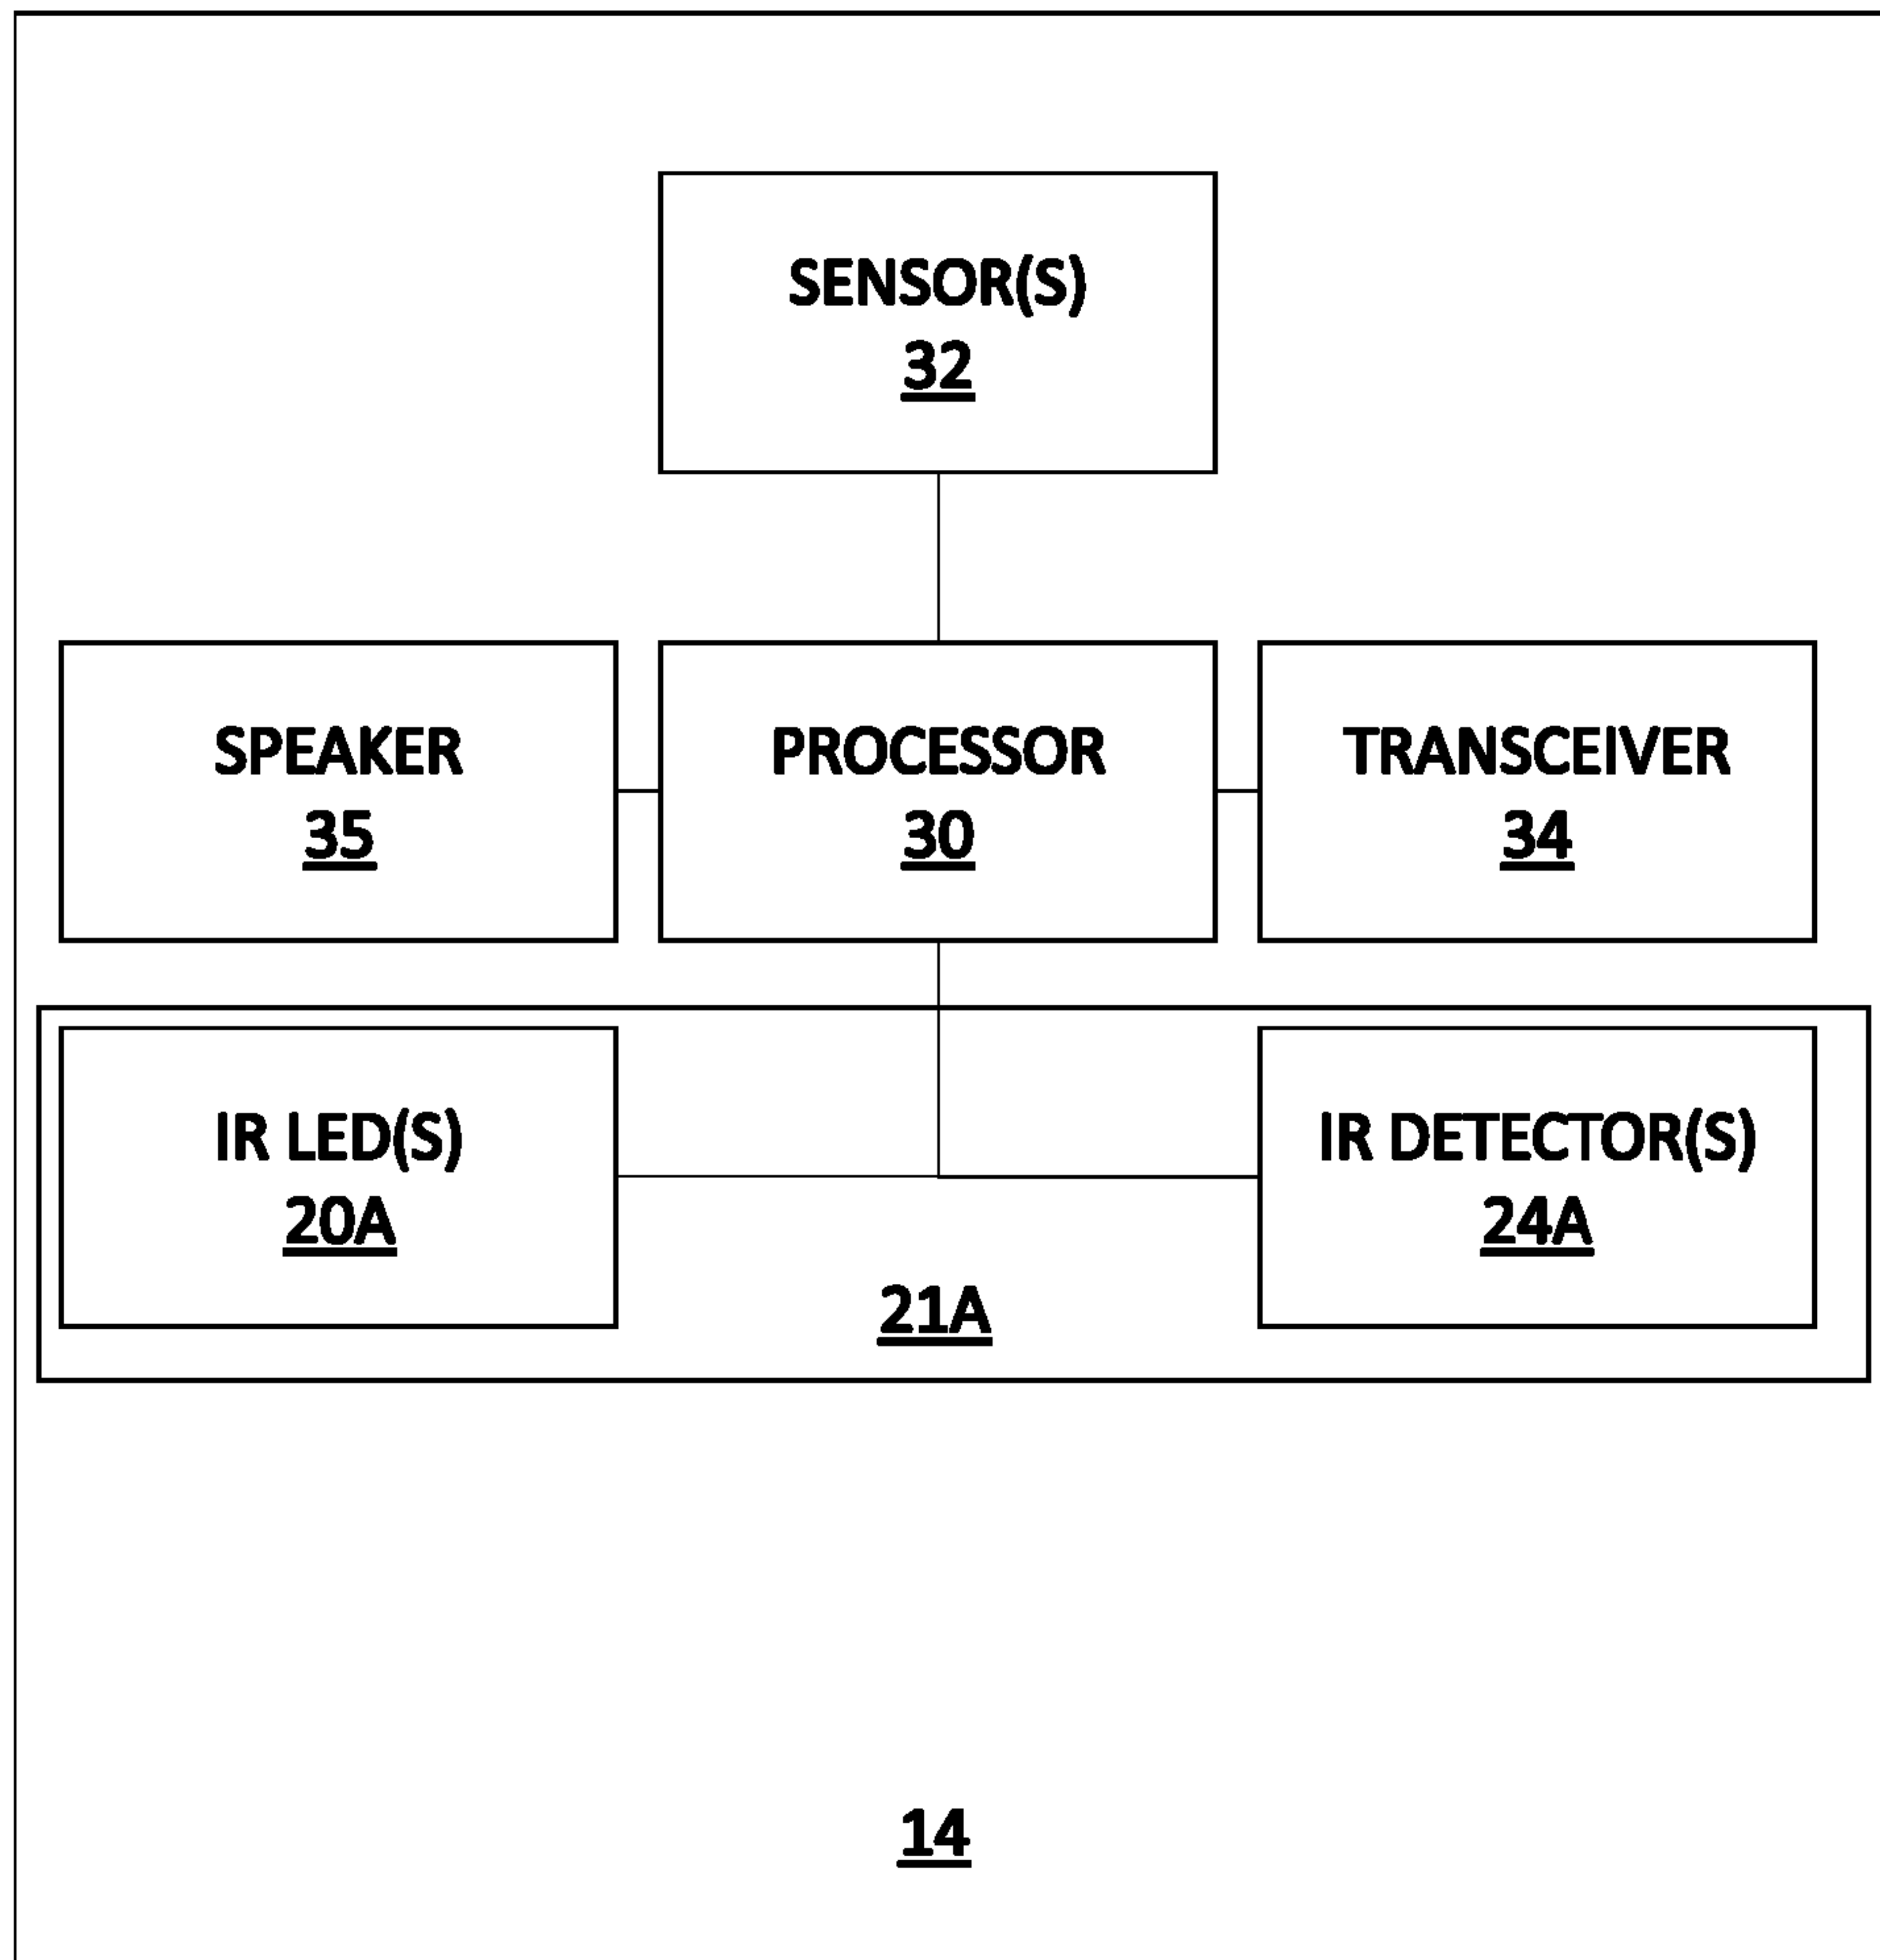 SENSOR(S)
32
SPEAKER
35
PROCESSOR
30
TRANSCEIVER
34
IR LED(S)
20A
IR DETECTOR(S)
24A
21A
14